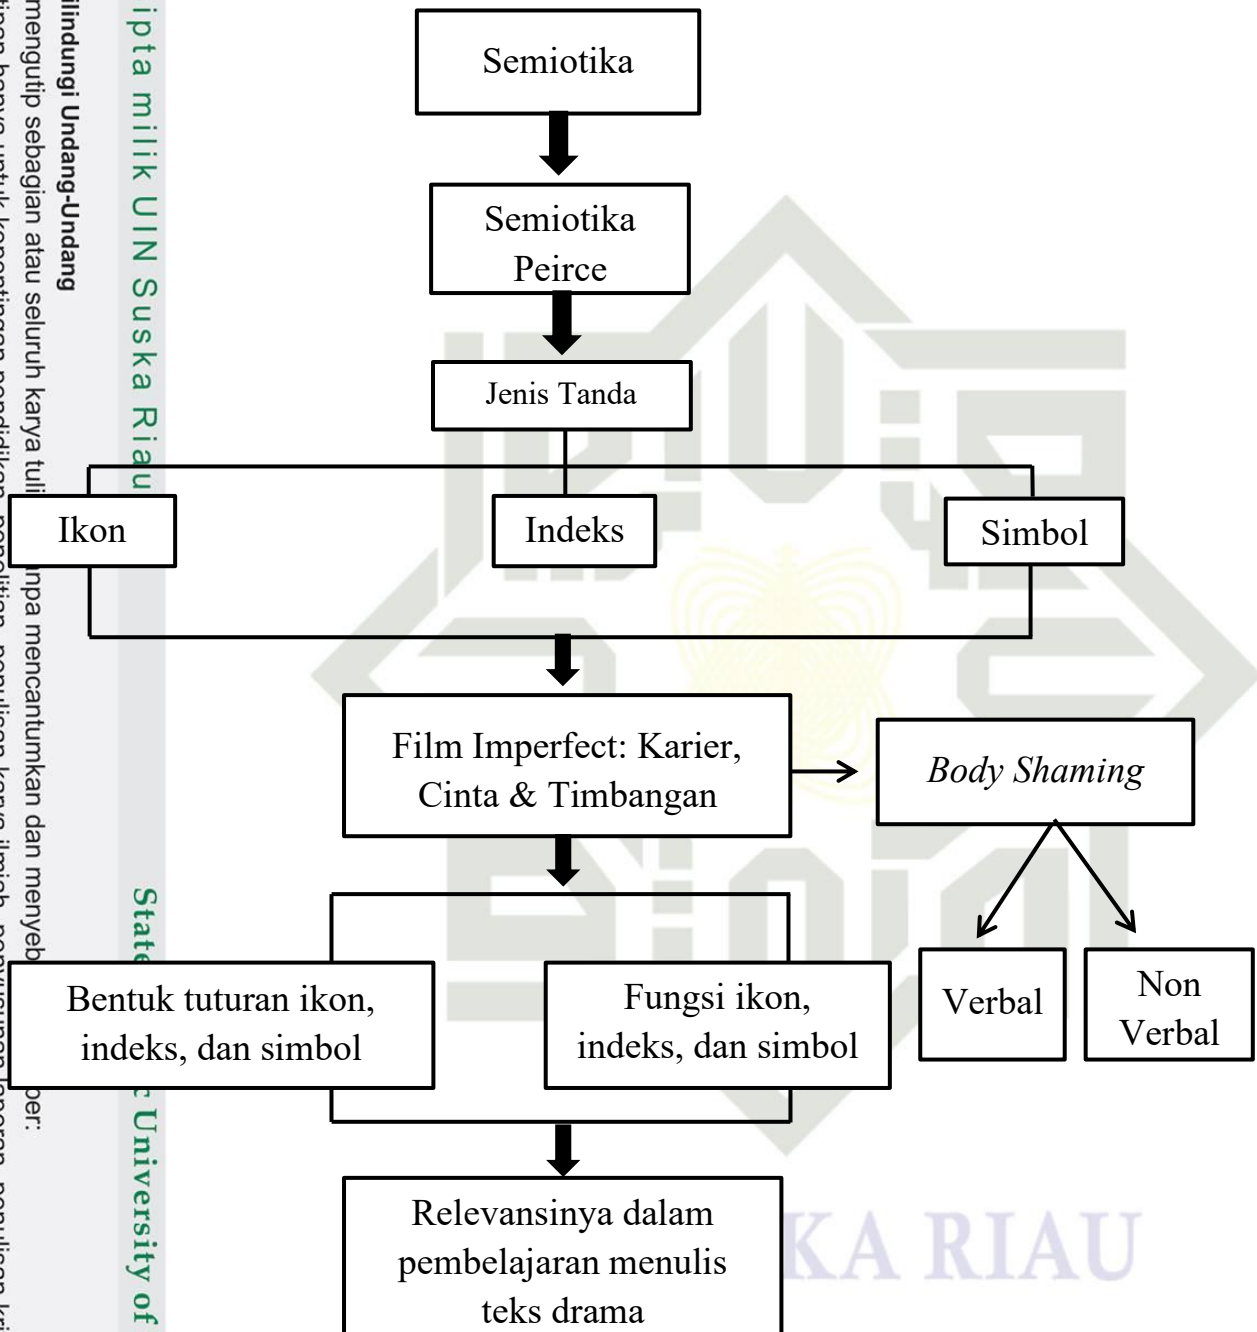 Semiotika
Semiotika
Peirce
Jenis Tanda
Ikon
Indeks
Simbol
Film Imperfect: Karier,
Cinta & Timbangan
Body Shaming
Verbal
Non
Verbal
Bentuk tuturan ikon,
indeks, dan simbol
Fungsi ikon,
indeks, dan simbol
Relevansinya dalam
pembelajaran menulis
teks drama
KA RIAU
ipta milik UIN Suska Riau
State
c University of
ilindungi Undang-Undang
mengutip sebagian atau seluruh karya tuli
npa mencantumkan dan menyeb
ber: